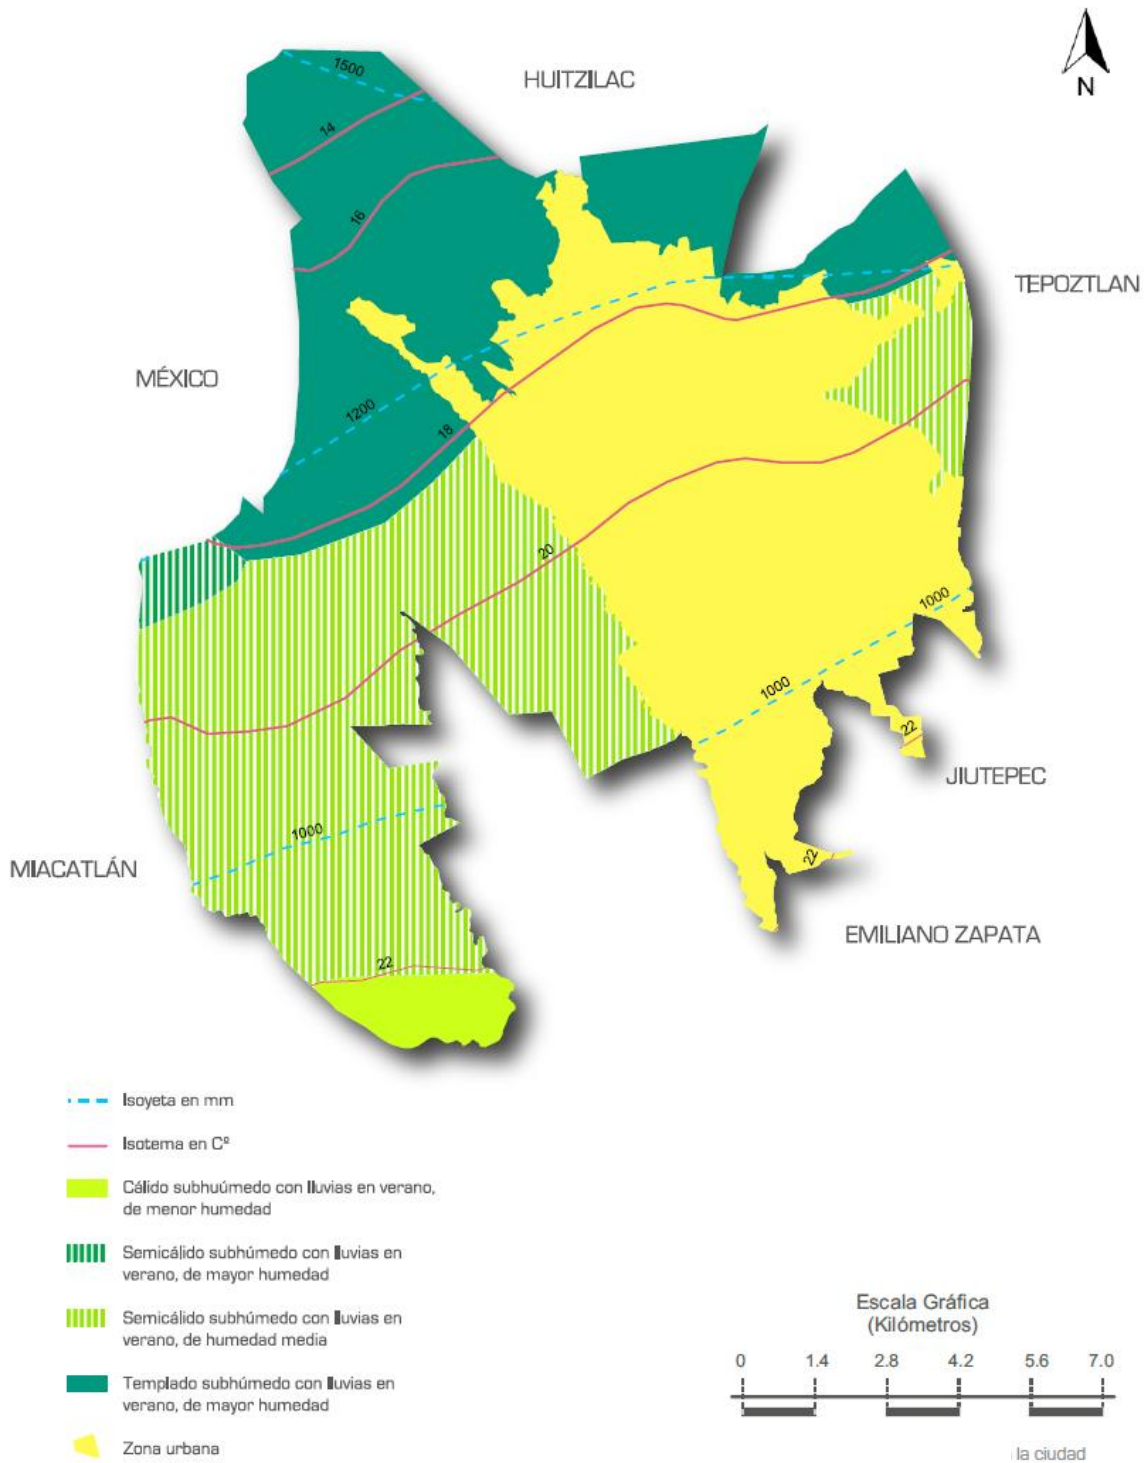 HUITZILAC
N
1500
14
16
TEPOZTLAN
MÉXICO
1200
18
20
1000
1000
22
JIUTEPEC
1000
22
MIACATLÁN
EMILIANO ZAPATA
22
Isoyeta en mm
Isotema en Cº
Cálido subhuúmedo con lluvias en verano,
de menor humedad
Semicálido subhúmedo con lluvias en
verano, de mayor humedad
Semicálido subhúmedo con lluvias en
verano, de humedad media
Templado subhúmedo con lluvias en
verano, de mayor humedad
Zona urbana
Escala Gráfica
(Kilómetros)
0 1.4 2.8 4.2 5.6 7.0
la ciudad